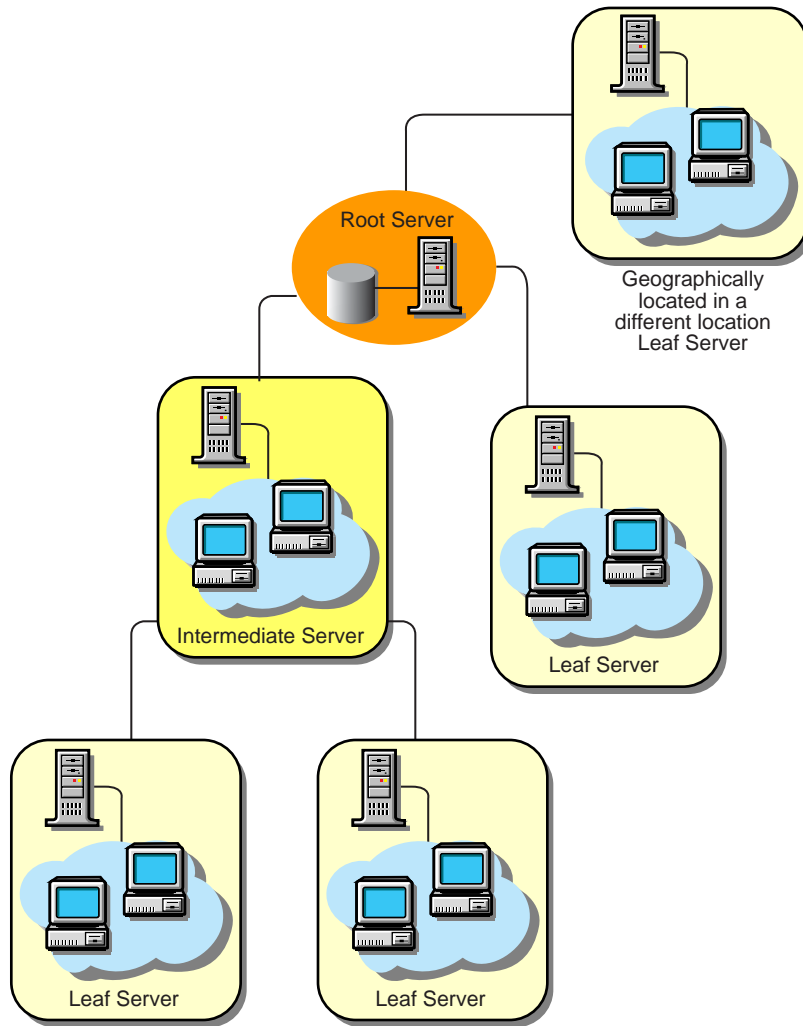 Root Server
Geographically
located in a
different location
Leaf Server
Intermediate Server
Leaf Server
Leaf Server
Leaf Server